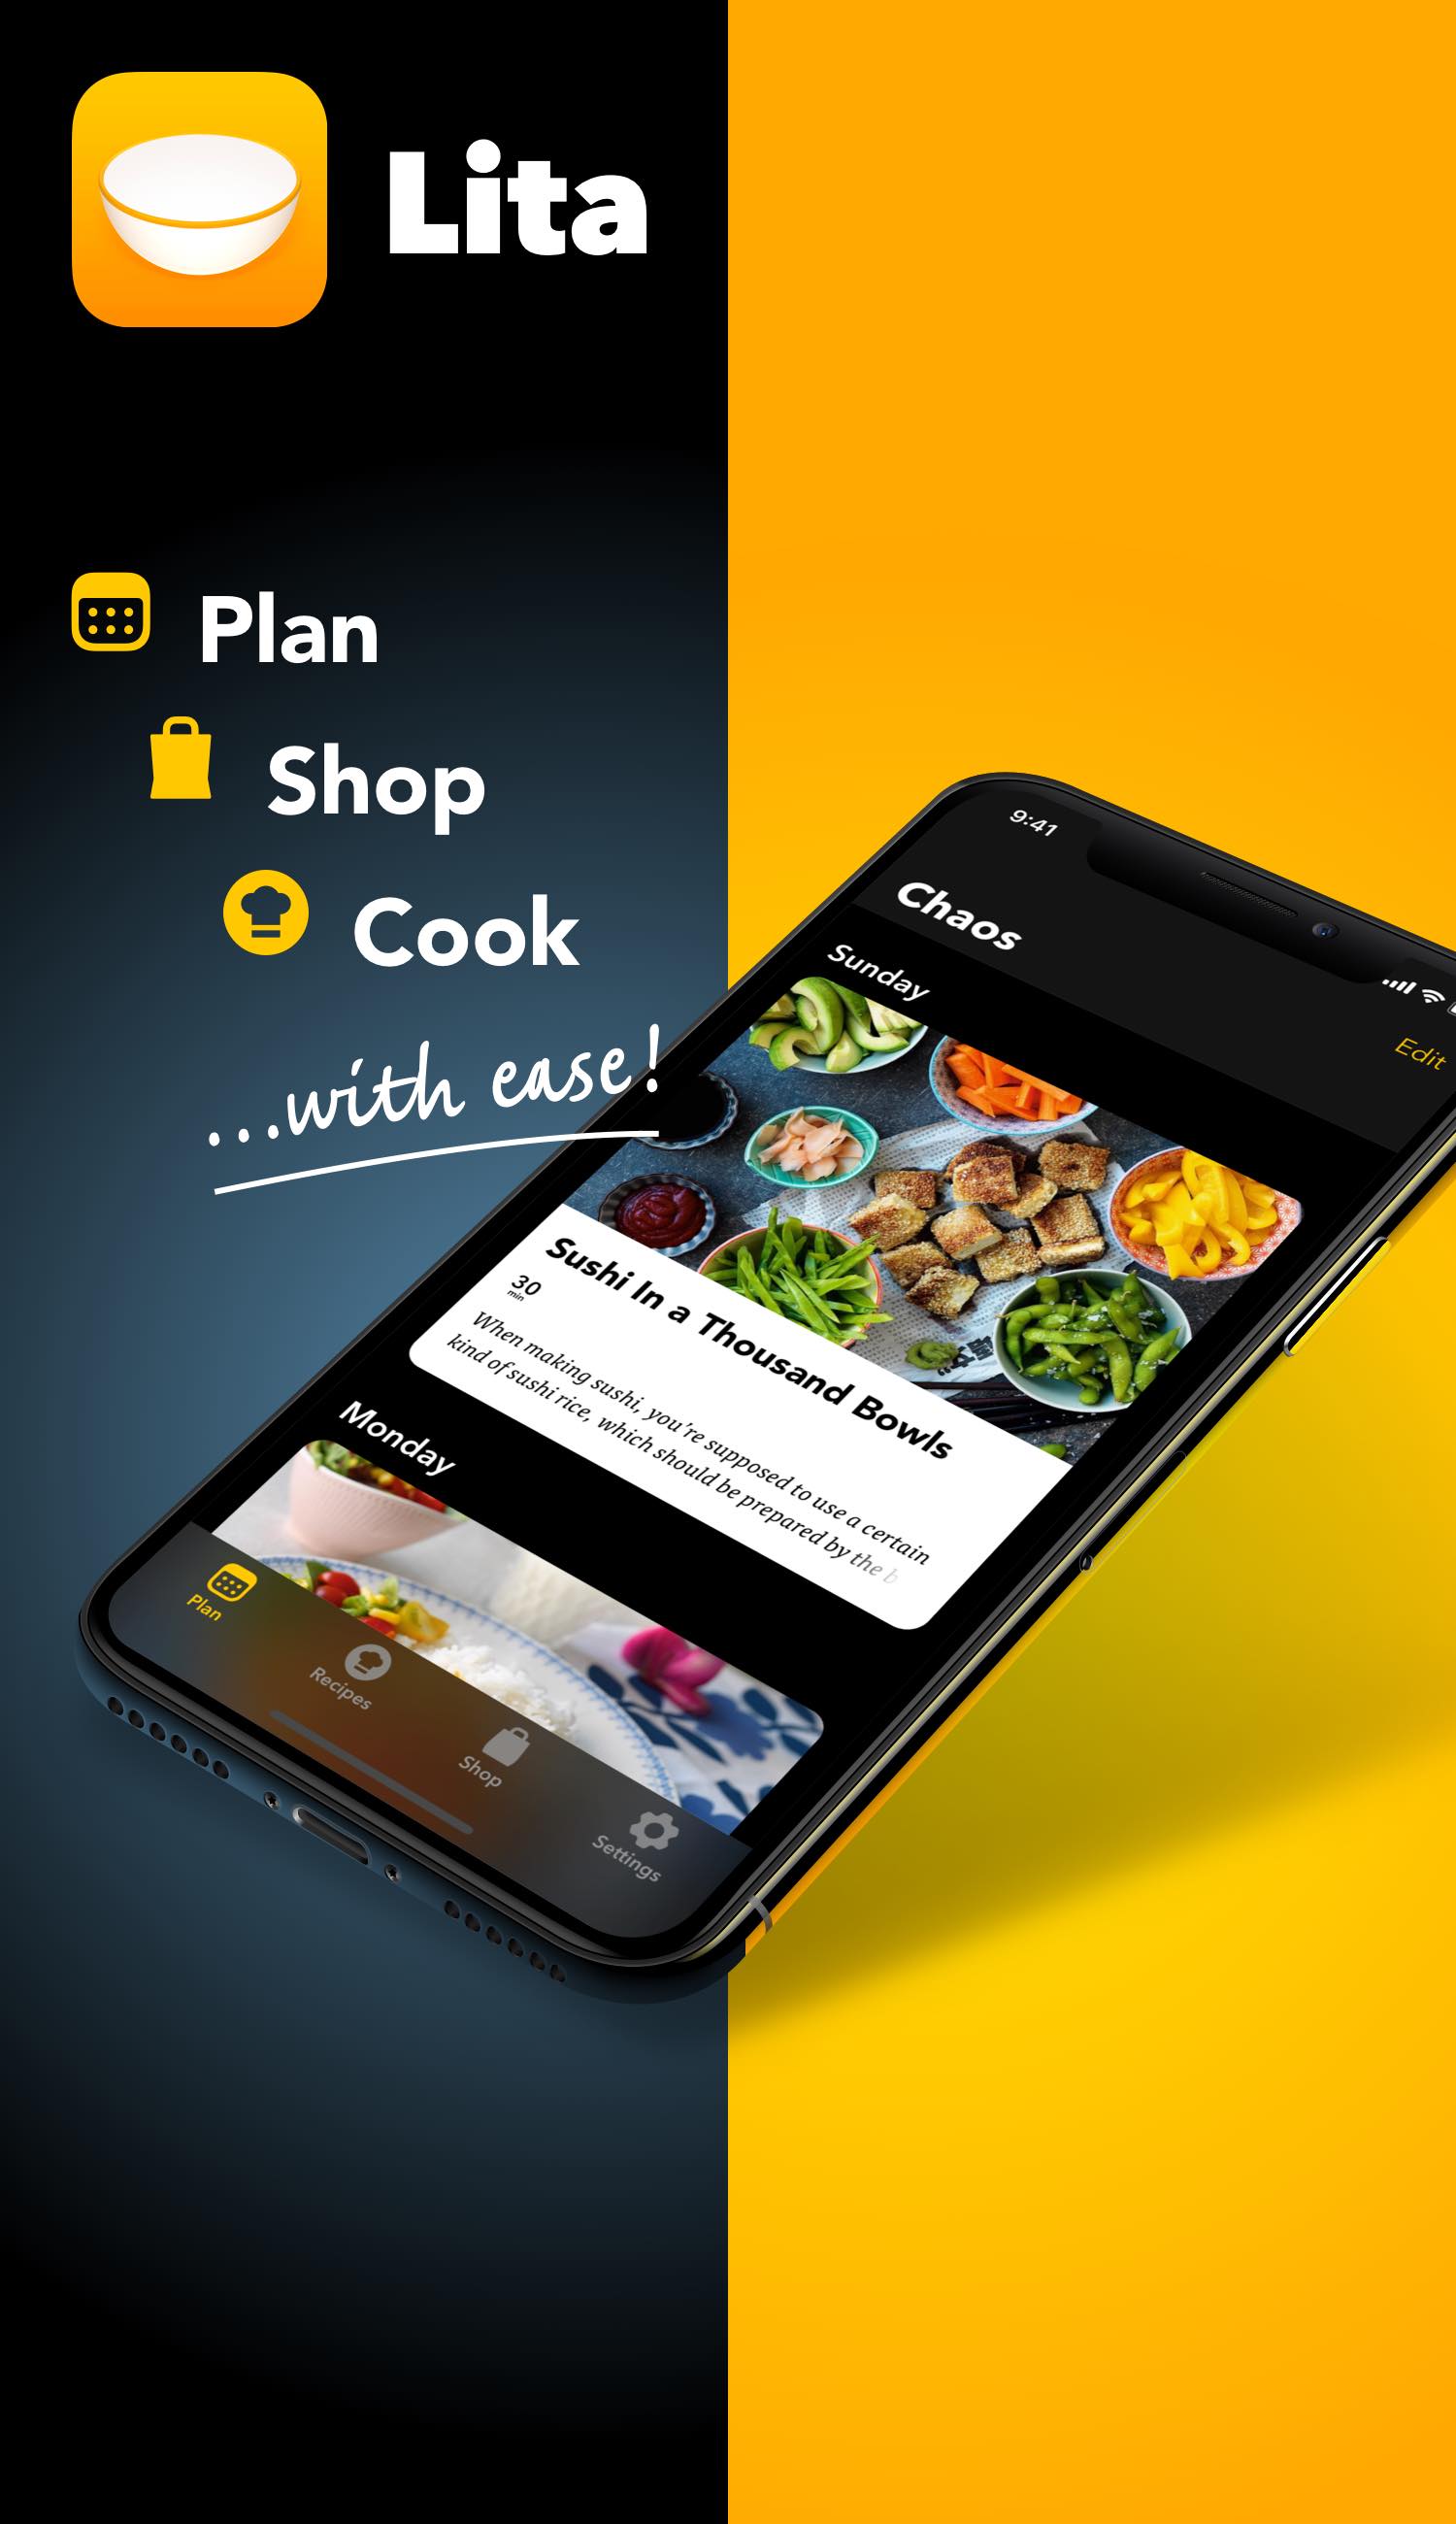 Lita
Plan
Shop
Cook
...with ease!
9:41
Chaos
Edit
Sunday
Sushi In a Thousand Bowls
30
min
When making sushi, you're supposed to use a certain
kind of sushi rice, which should be prepared by the b
Monday
Plan
Recipes
Shop
Settings